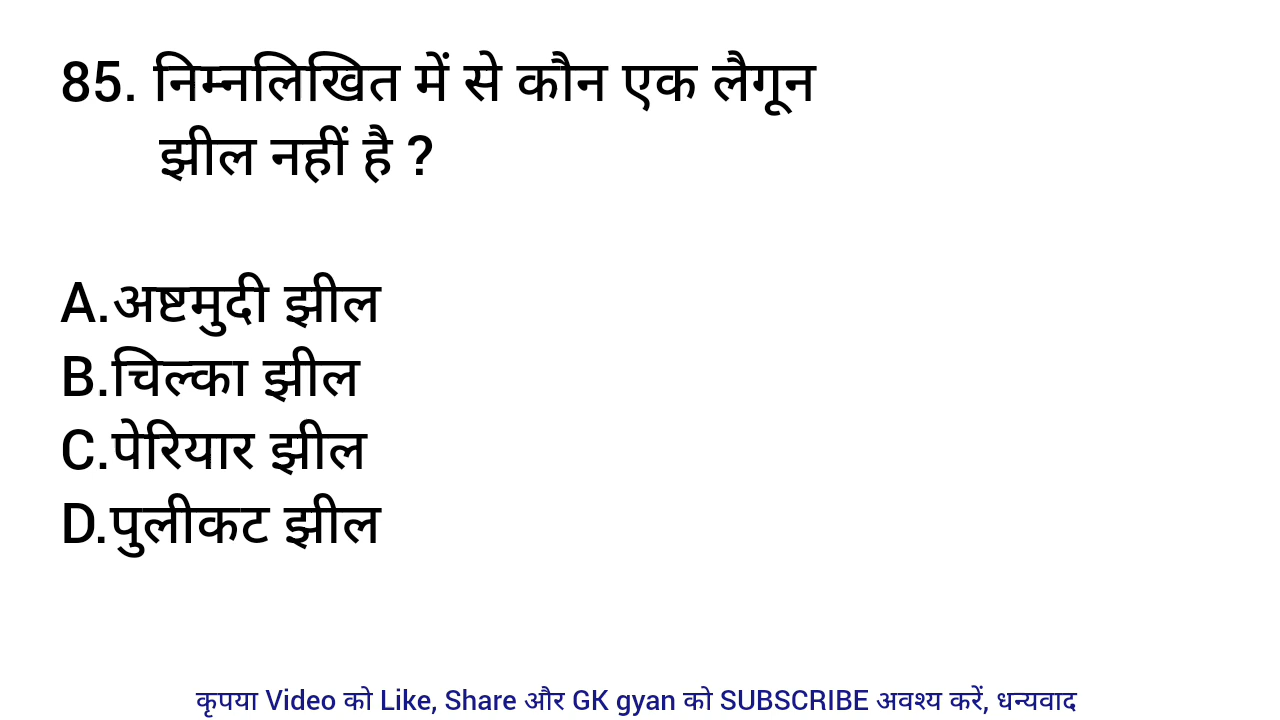 85. निम्नलिखित में से कौन एक लैगून
झील नहीं है ?
A.अष्टमुदी झील
B.चिल्का झील
C.पेरियार झील
D.पुलीकट झील
कृपया Video को Like, Share और GK gyan को SUBSCRIBE अवश्य करें, धन्यवाद